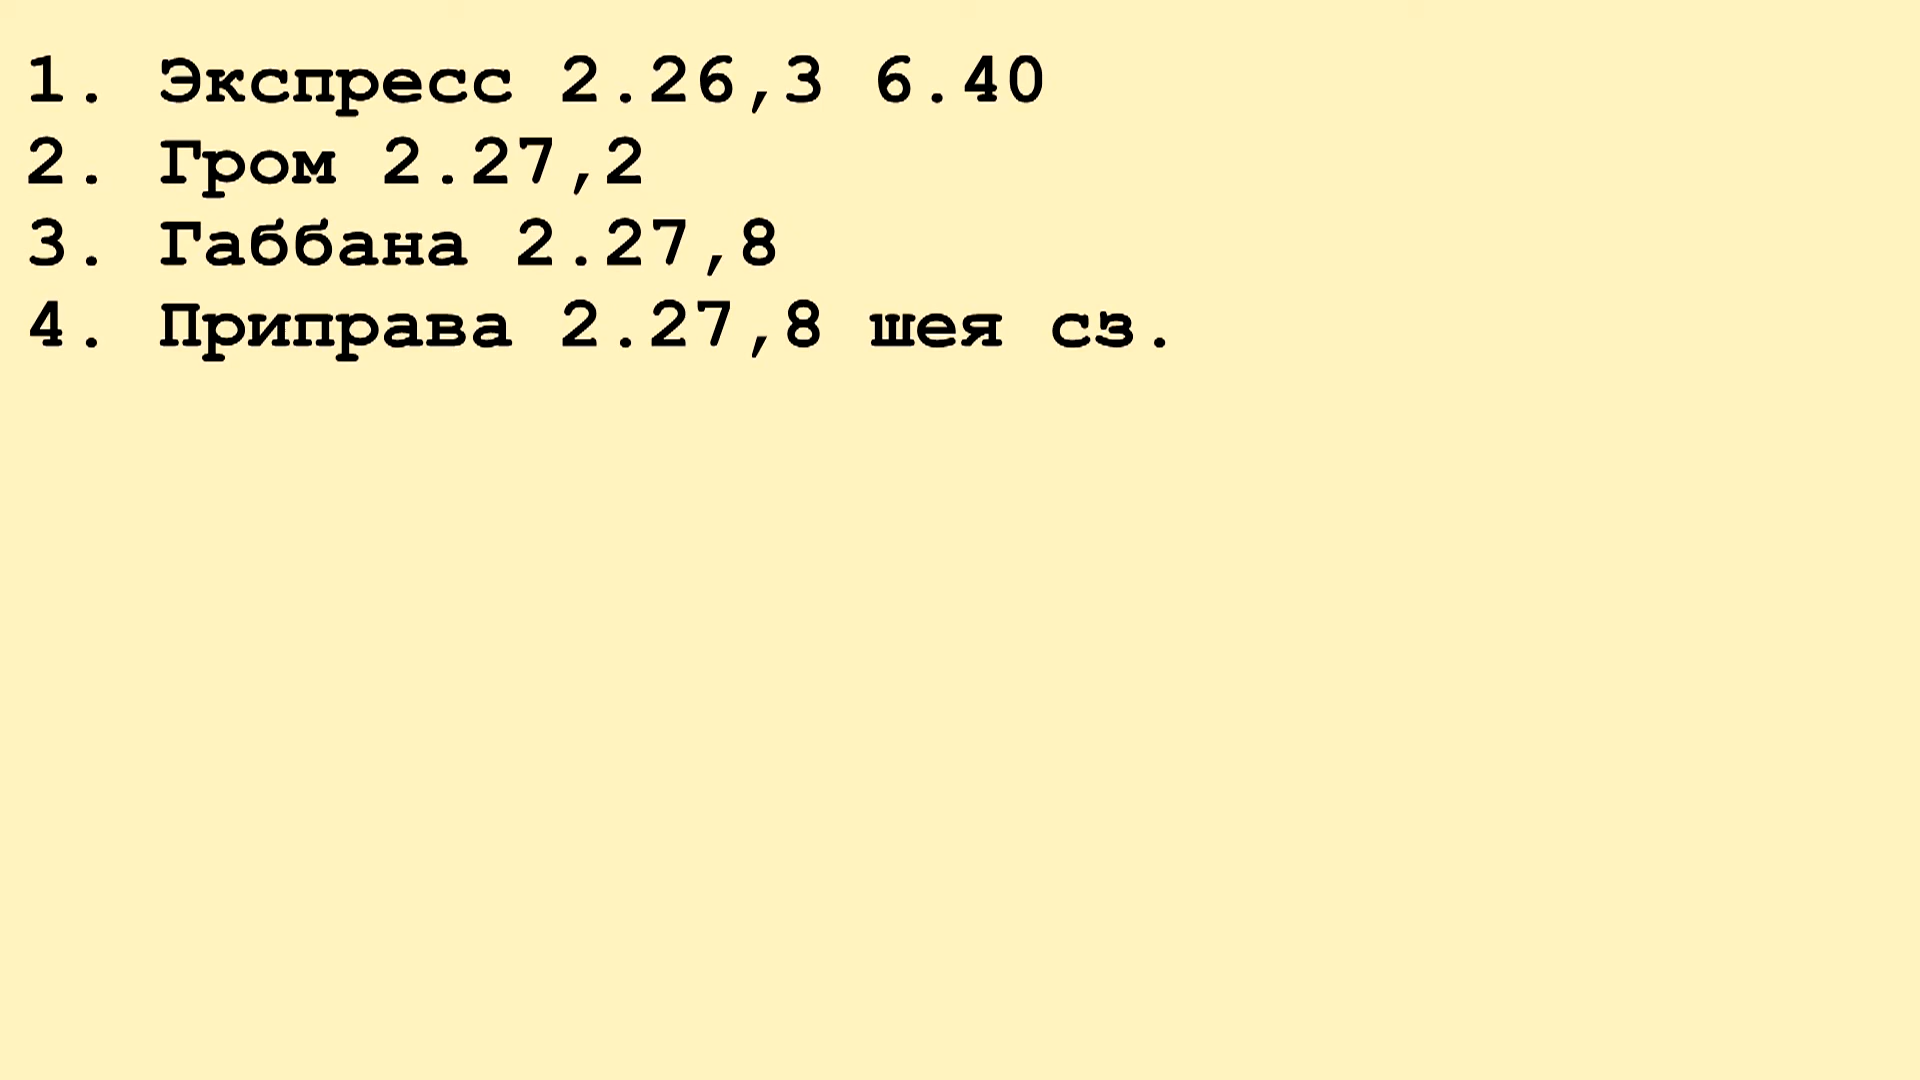 1. Экспресс 2.26,3 6.40
2. Гром 2.27,2
3. Габбана 2.27,8
4. Приправа 2.27,8 шея сз.